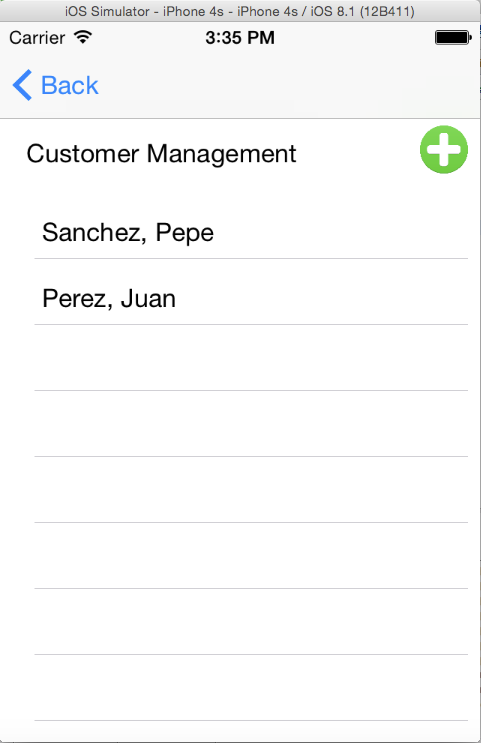 iOS Simulator - iPhone 4s - iPhone 4s / iOS 8.1 (12B411)
Carrier 3:35 PM
Back
Customer Management
Sanchez, Pepe
Perez, Juan